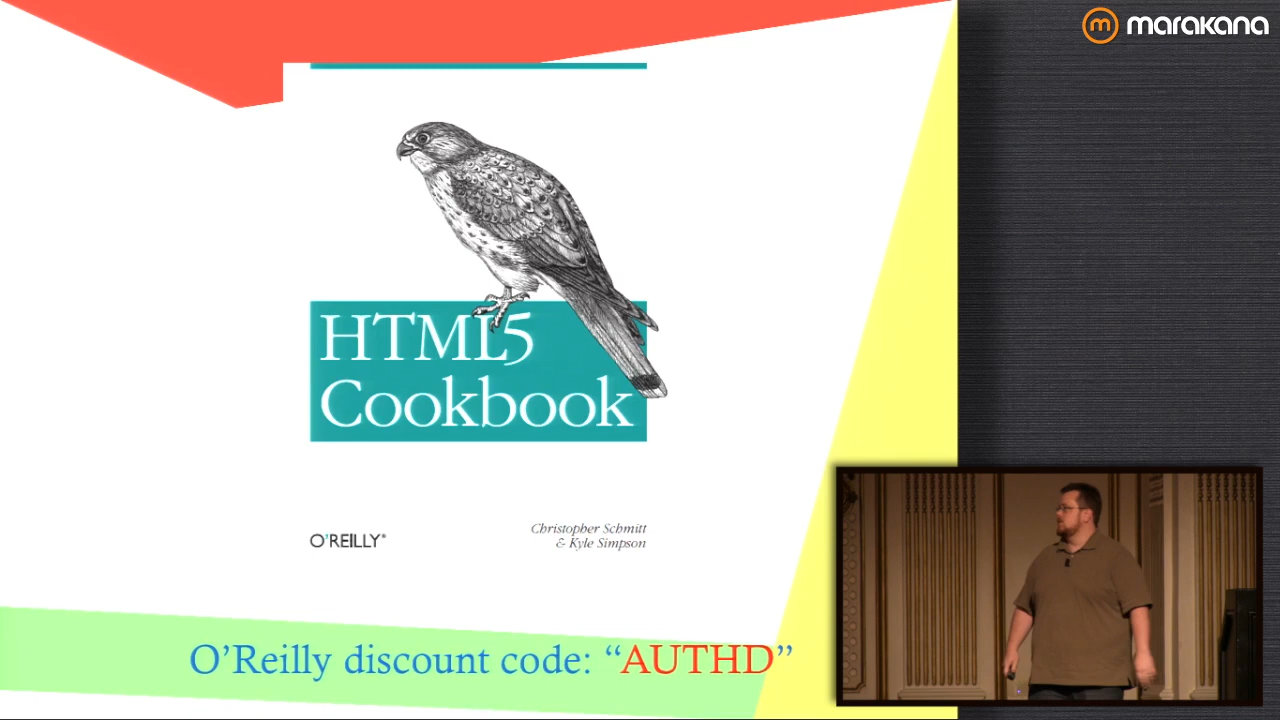 marakana
HTML5
Cookbook
O'REILLY®
Christopher Schmitt
& Kyle Simpson
O’Reilly discount code: “AUTHD”